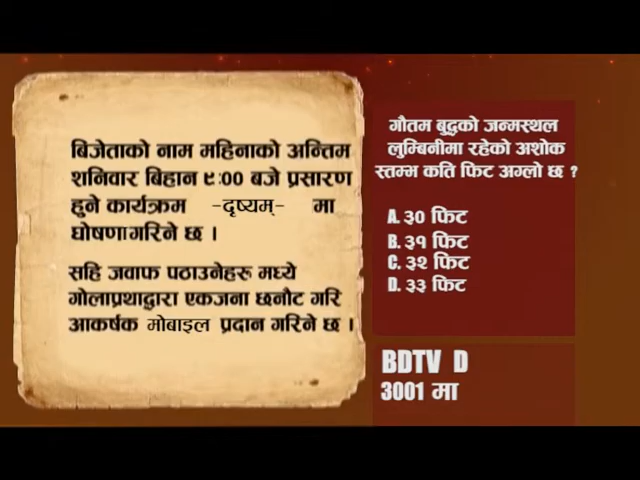 बिजेताको नाम महिनाको अन्तिम
शनिवार बिहान ९:०० बजे प्रसारण
हुने कार्यक्रम -दृष्यम्- मा
घोषणा गरिने छ ।
सहि जवाफ पठाउनेहरु मध्ये
गोलाप्रथाद्वारा एकजना छनौट गरि
आकर्षक मोबाइल प्रदान गरिने छ ।
गौतम बुद्धको जन्मस्थल
लुम्बिनीमा रहेको अशोक
स्तम्भ कति फिट अग्लो छ ?
A. ३० फिट
B. ३१ फिट
C. ३२ फिट
D. ३३ फिट
BDTV D
3001 मा